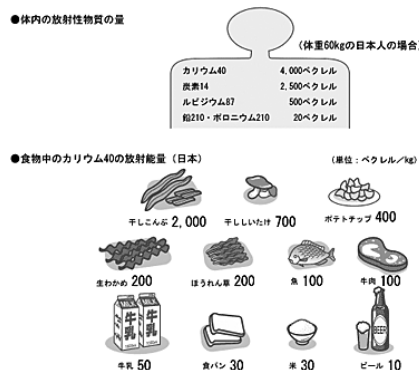 ●体内の放射性物質の量
(体重60kgの日本人の場合)
カリウム40 4,000ベクレル
炭素14 2,500ベクレル
ルビジウム87 500ベクレル
鉛210・ポロニウム210 20ベクレル
●食物中のカリウム40の放射能量（日本） (単位：ベクレル/kg)
干しこんぶ 2,000 干ししいたけ 700 ポテトチップ 400
生わかめ 200 ほうれん草 200 魚 100 牛肉 100
牛乳 牛乳 BEER
牛乳 50 食パン 30 米 30 ビール 10